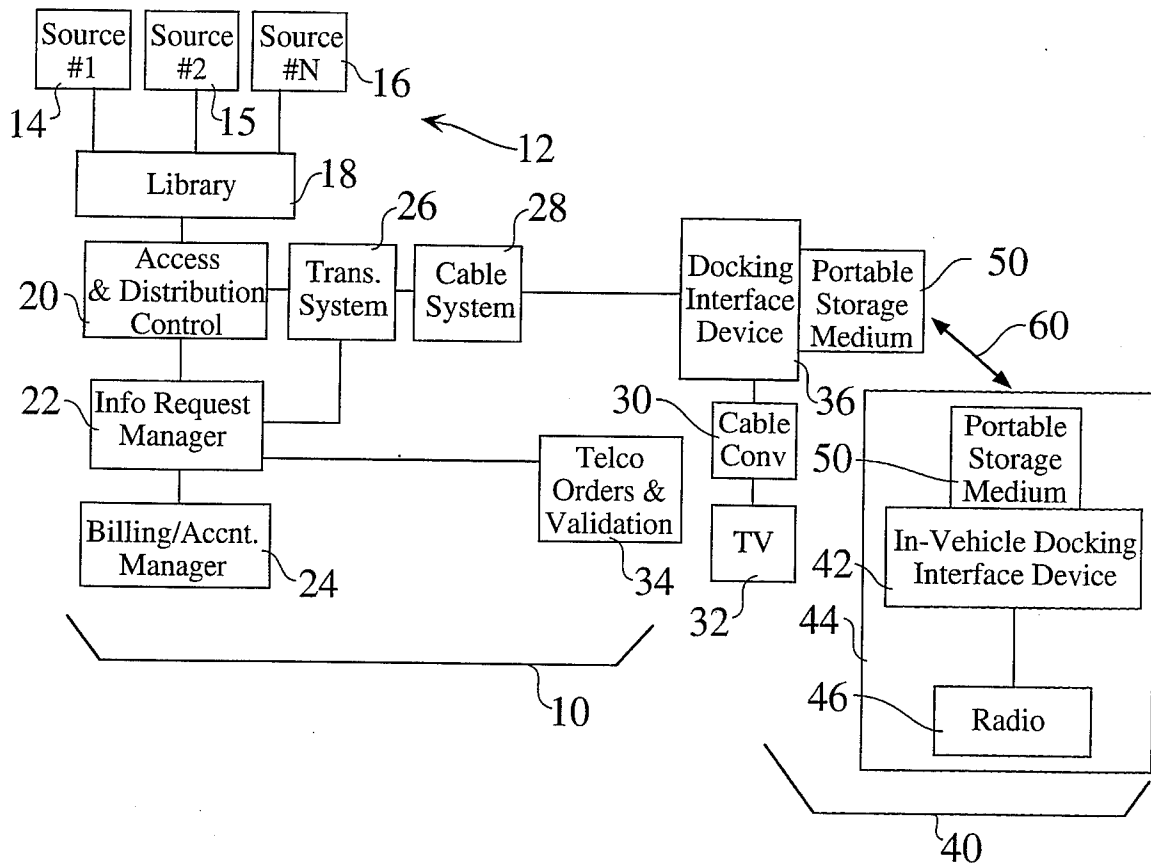 Source
#1
Source
#2
Source
#N
14
15
16
12
Library
18
26
28
Access
& Distribution
Control
20
Trans.
System
Cable
System
Docking
Interface
Device
Portable
Storage
Medium
50
60
36
22
Info Request
Manager
30
Cable
Conv
Portable
Storage
Medium
50
Telco
Orders &
Validation
34
Billing/Accnt.
Manager
24
TV
32
In-Vehicle Docking
Interface Device
42
44
46
Radio
10
40